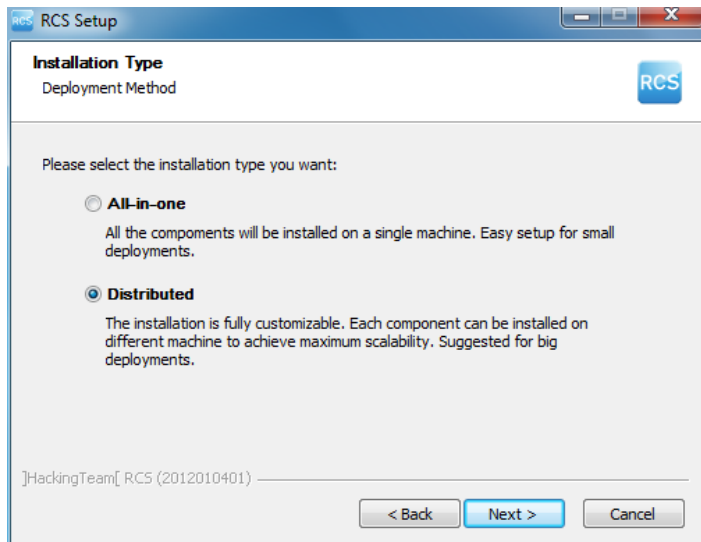 RCS RCS Setup
Installation Type
Deployment Method
RCS
Please select the installation type you want:
All-in-one
All the compoments will be installed on a single machine. Easy setup for small
deployments.
Distributed
The installation is fully customizable. Each component can be installed on
different machine to achieve maximum scalability. Suggested for big
deployments.
]HackingTeam[ RCS (2012010401)
< Back Next > Cancel